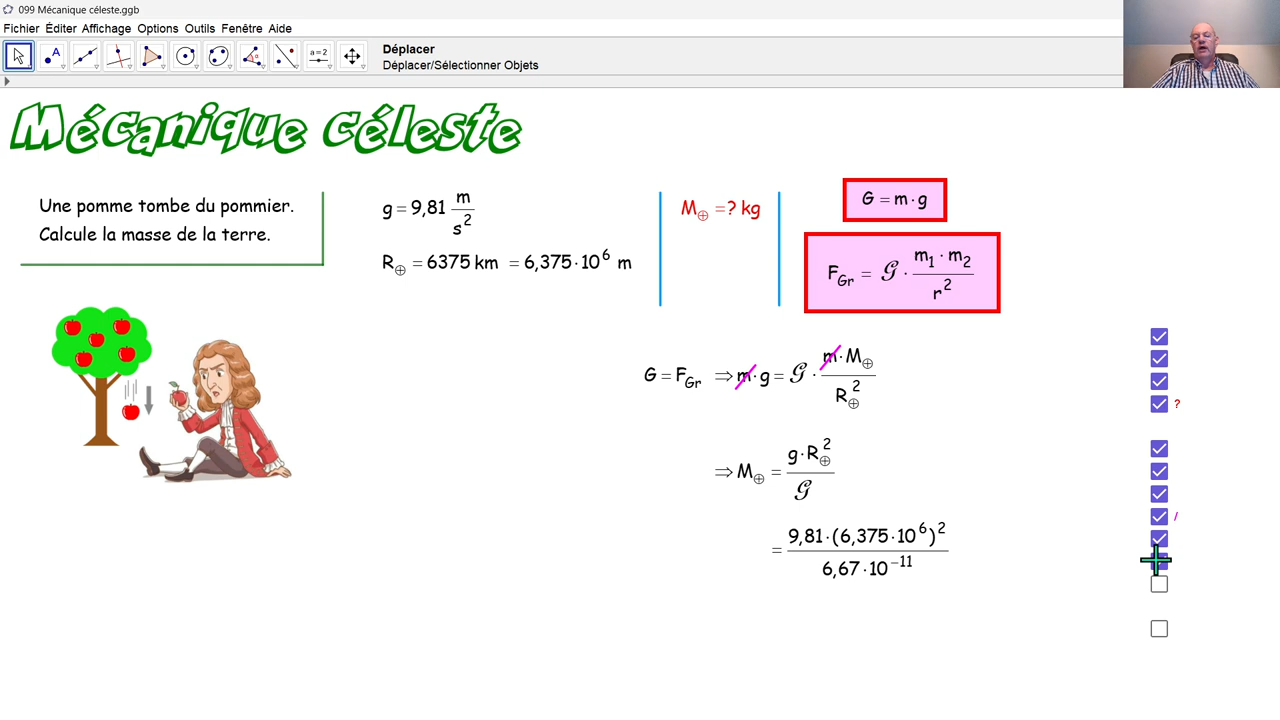 099 Mécanique céleste.ggb
Fichier Éditer Affichage Options Outils Fenêtre Aide
A
a=2
Déplacer
Déplacer/Sélectionner Objets
Mécanique céleste
Une pomme tombe du pommier.
Calcule la masse de la terre.
g = 9,81 m/s²
R⊕ = 6375 km = 6,375·10⁶ m
M⊕ =? kg
G = m·g
F_Gr = 𝒢 · (m₁ · m₂)/r²
G = F_Gr ⇒ m·g = 𝒢 · (m·M⊕)/R⊕²
?
⇒ M⊕ = (g·R⊕²)/𝒢
/
= (9,81·(6,375·10⁶)²)/(6,67·10⁻¹¹)